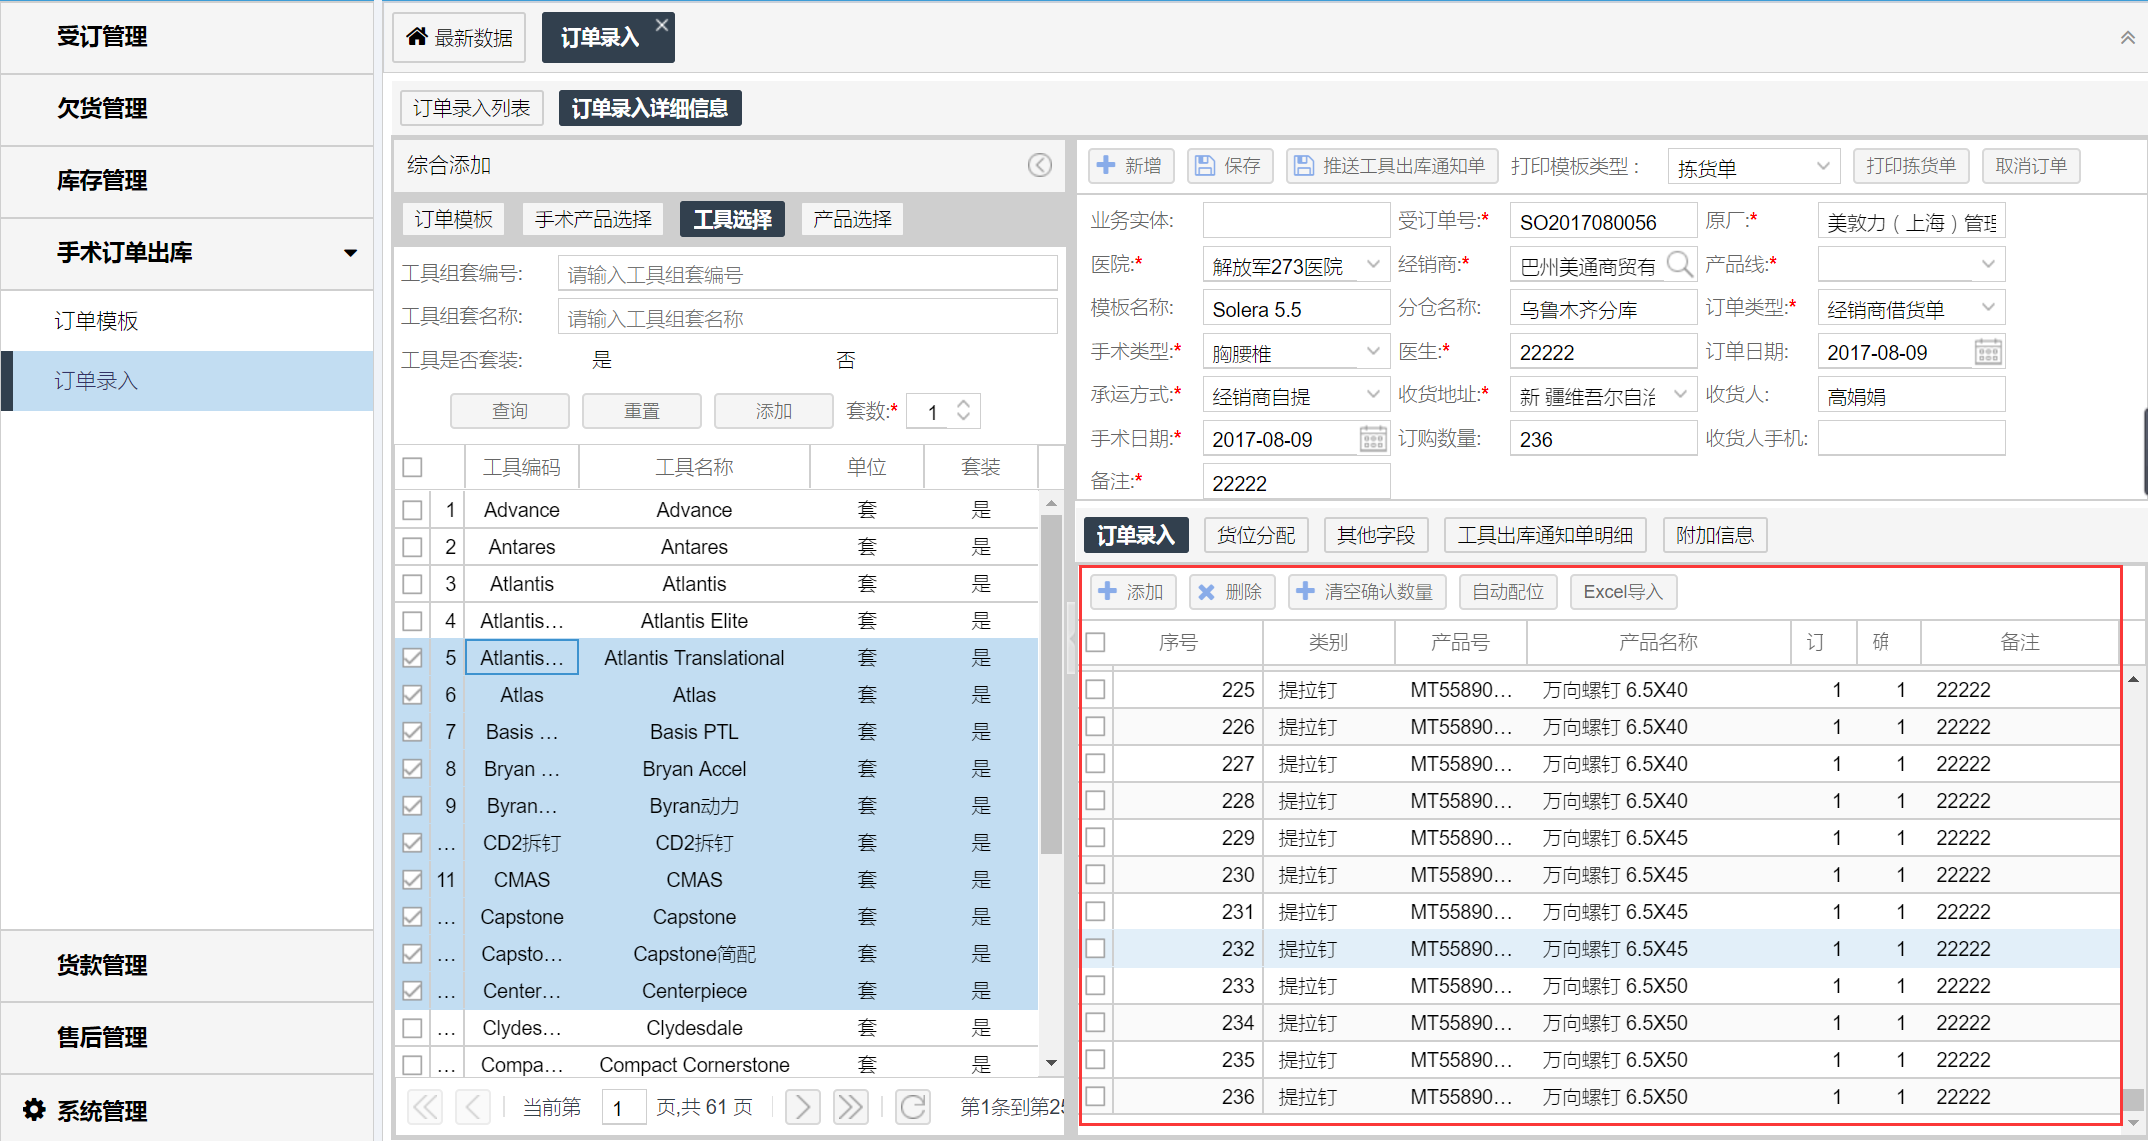 受订管理
欠货管理
库存管理
手术订单出库
订单模板
订单录入
货款管理
售后管理
系统管理
最新数据
订单录入
订单录入列表
订单录入详细信息
综合添加
订单模板 手术产品选择 工具选择 产品选择
工具组套编号: 请输入工具组套编号
工具组套名称: 请输入工具组套名称
工具是否套装: 是 否
查询 重置 添加 套数:* 1
工具编码 工具名称 单位 套装
1 Advance Advance 套 是
2 Antares Antares 套 是
3 Atlantis Atlantis 套 是
4 Atlantis... Atlantis Elite 套 是
5 Atlantis... Atlantis Translational 套 是
6 Atlas Atlas 套 是
7 Basis ... Basis PTL 套 是
8 Bryan ... Bryan Accel 套 是
9 Byran... Byran动力 套 是
... CD2拆钉 CD2拆钉 套 是
11 CMAS CMAS 套 是
... Capstone Capstone 套 是
... Capsto... Capstone简配 套 是
... Center... Centerpiece 套 是
... Clydes... Clydesdale 套 是
... Compa... Compact Cornerstone 套 是
当前第 1 页,共 61 页 第1条到第25
新增 保存 推送工具出库通知单 打印模板类型： 拣货单 打印拣货单 取消订单
业务实体: 受订单号:* SO2017080056 原厂:* 美敦力（上海）管理
医院:* 解放军273医院 经销商:* 巴州美通商贸有 产品线:*
模板名称: Solera 5.5 分仓名称: 乌鲁木齐分库 订单类型:* 经销商借货单
手术类型:* 胸腰椎 医生:* 22222 订单日期: 2017-08-09
承运方式:* 经销商自提 收货地址:* 新 疆维吾尔自治 收货人: 高娟娟
手术日期:* 2017-08-09 订购数量: 236 收货人手机:
备注:* 22222
订单录入 货位分配 其他字段 工具出库通知单明细 附加信息
添加 删除 清空确认数量 自动配位 Excel导入
序号 类别 产品号 产品名称 订 确 备注
225 提拉钉 MT55890... 万向螺钉 6.5X40 1 1 22222
226 提拉钉 MT55890... 万向螺钉 6.5X40 1 1 22222
227 提拉钉 MT55890... 万向螺钉 6.5X40 1 1 22222
228 提拉钉 MT55890... 万向螺钉 6.5X40 1 1 22222
229 提拉钉 MT55890... 万向螺钉 6.5X45 1 1 22222
230 提拉钉 MT55890... 万向螺钉 6.5X45 1 1 22222
231 提拉钉 MT55890... 万向螺钉 6.5X45 1 1 22222
232 提拉钉 MT55890... 万向螺钉 6.5X45 1 1 22222
233 提拉钉 MT55890... 万向螺钉 6.5X50 1 1 22222
234 提拉钉 MT55890... 万向螺钉 6.5X50 1 1 22222
235 提拉钉 MT55890... 万向螺钉 6.5X50 1 1 22222
236 提拉钉 MT55890... 万向螺钉 6.5X50 1 1 22222